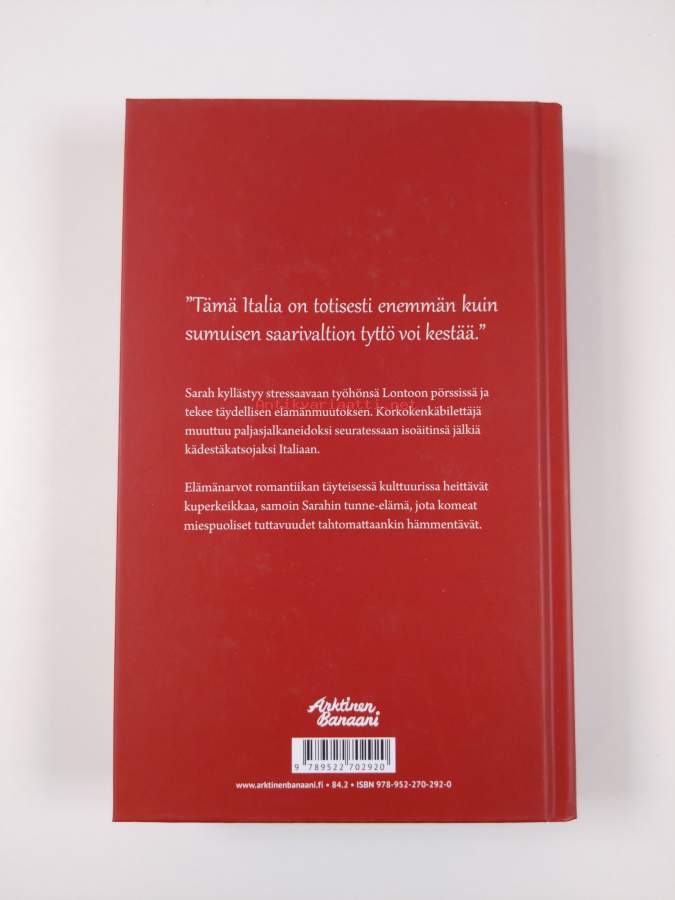 ”Tämä Italia on totisesti enemmän kuin
sumuisen saarivaltion tyttö voi kestää.”
Sarah kyllästyy stressaavaan työhönsä Lontoon pörssissä ja
Antikvariaatti.net
tekee täydellisen elämänmuutoksen. Korkokenkäbilettäjä
muuttuu paljasjalkaneidoksi seuratessaan isoäitinsä jälkiä
kädestäkatsojaksi Italiaan.
Elämänarvot romantiikan täyteisessä kulttuurissa heittävät
kuperkeikkaa, samoin Sarahin tunne-elämä, jota komeat
miespuoliset tuttavuudet tahtomattaankin hämmentävät.
Arktinen
Banaani
9 789522 702920
www.arktinenbanaani.fi • 84.2 • ISBN 978-952-270-292-0